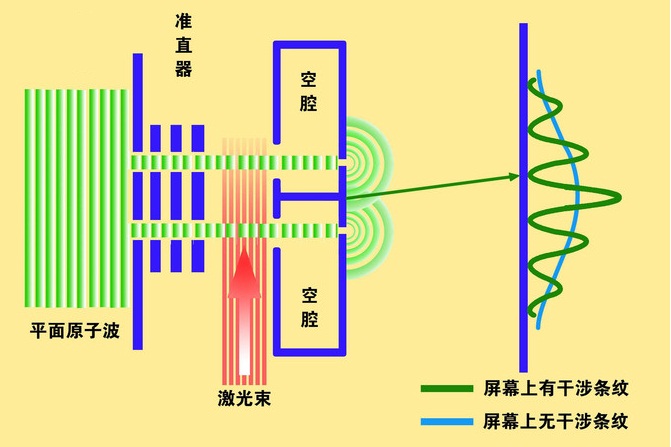 准直器
空腔
空腔
平面原子波
激光束
屏幕上有干涉条纹
屏幕上无干涉条纹